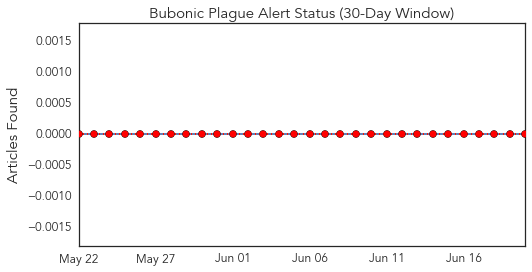 Bubonic Plague Alert Status (30-Day Window)
Articles Found
0.0015
0.0010
0.0005
0.0000
−0.0005
−0.0010
−0.0015
May 22
May 27
Jun 01
Jun 06
Jun 11
Jun 16